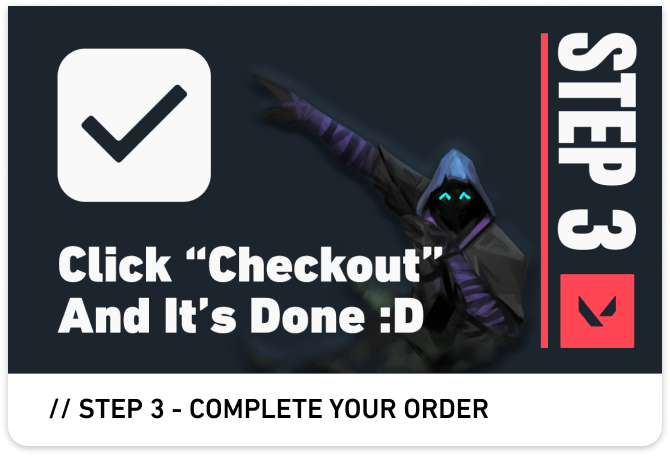 Click “Checkout”
And It’s Done :D
STEP 3
// STEP 3 - COMPLETE YOUR ORDER